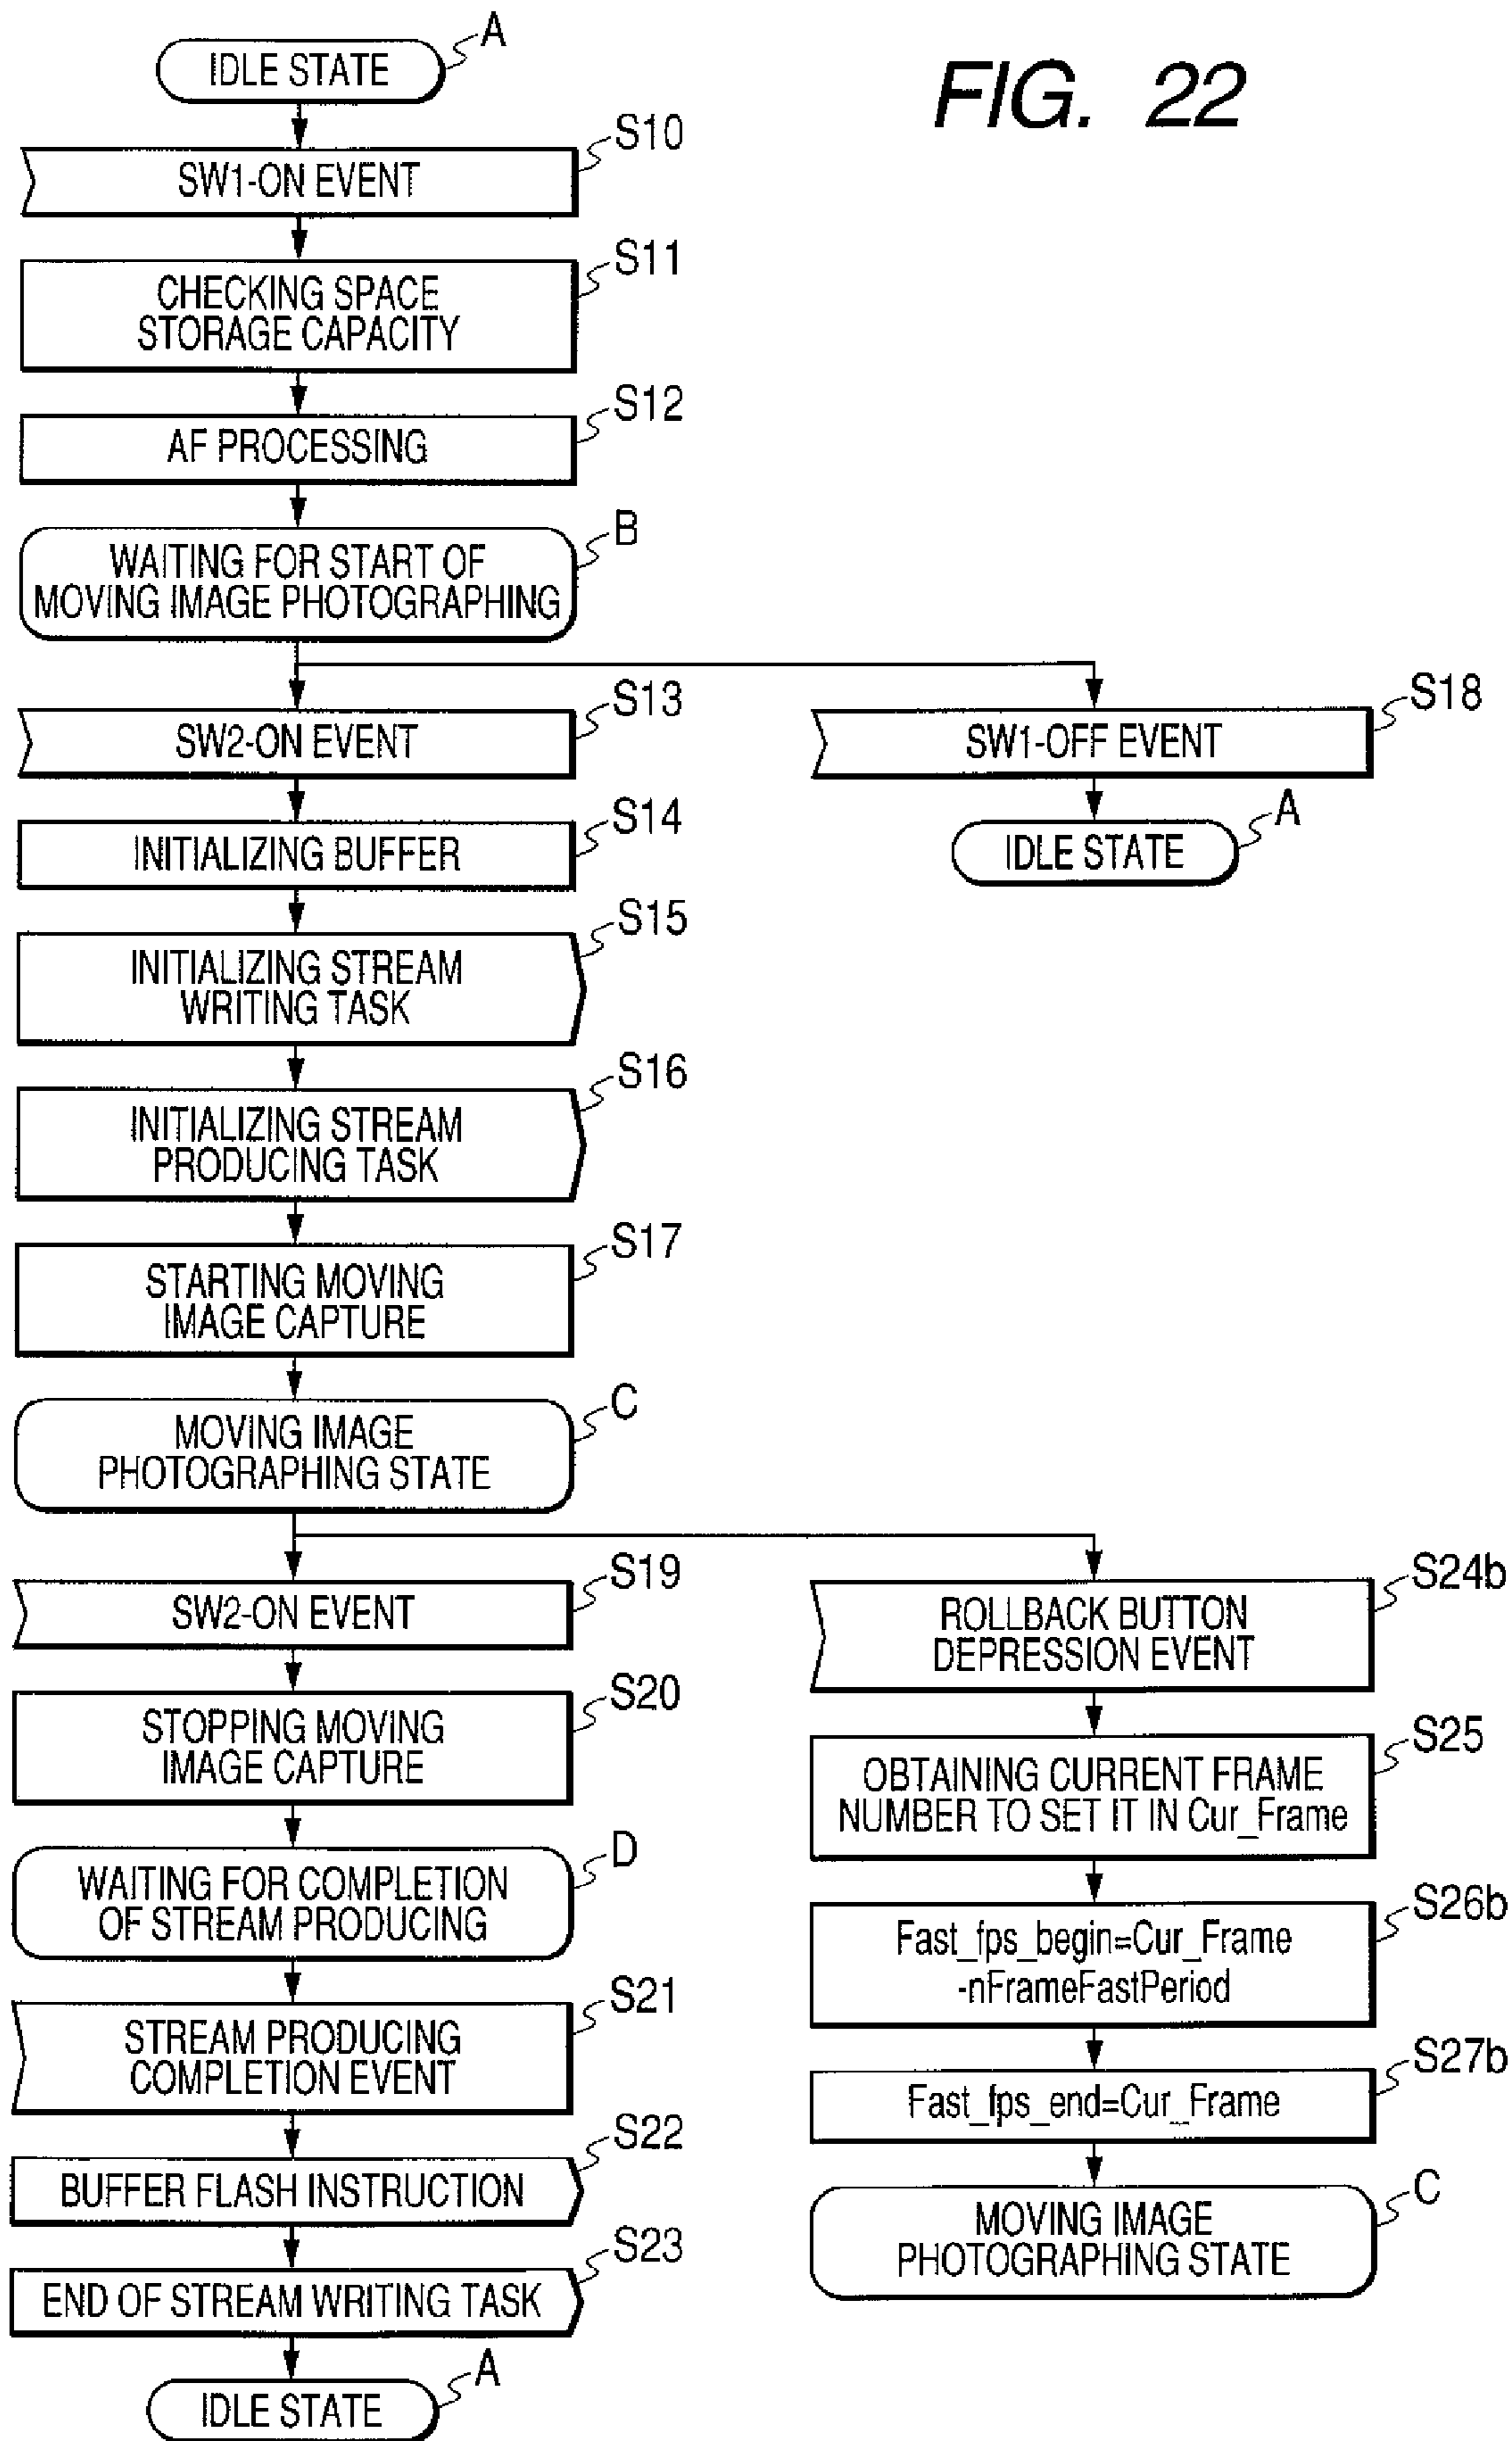 FIG. 22
IDLE STATE
A
SW1-ON EVENT
S10
CHECKING SPACE
STORAGE CAPACITY
S11
AF PROCESSING
S12
WAITING FOR START OF
MOVING IMAGE PHOTOGRAPHING
B
SW2-ON EVENT
S13
INITIALIZING BUFFER
S14
INITIALIZING STREAM
WRITING TASK
S15
INITIALIZING STREAM
PRODUCING TASK
S16
STARTING MOVING
IMAGE CAPTURE
S17
MOVING IMAGE
PHOTOGRAPHING STATE
C
SW1-OFF EVENT
S18
IDLE STATE
A
SW2-ON EVENT
S19
STOPPING MOVING
IMAGE CAPTURE
S20
WAITING FOR COMPLETION
OF STREAM PRODUCING
D
STREAM PRODUCING
COMPLETION EVENT
S21
BUFFER FLASH INSTRUCTION
S22
END OF STREAM WRITING TASK
S23
IDLE STATE
A
ROLLBACK BUTTON
DEPRESSION EVENT
S24b
OBTAINING CURRENT FRAME
NUMBER TO SET IT IN Cur_Frame
S25
Fast_fps_begin=Cur_Frame
-nFrameFastPeriod
S26b
Fast_fps_end=Cur_Frame
S27b
MOVING IMAGE
PHOTOGRAPHING STATE
C